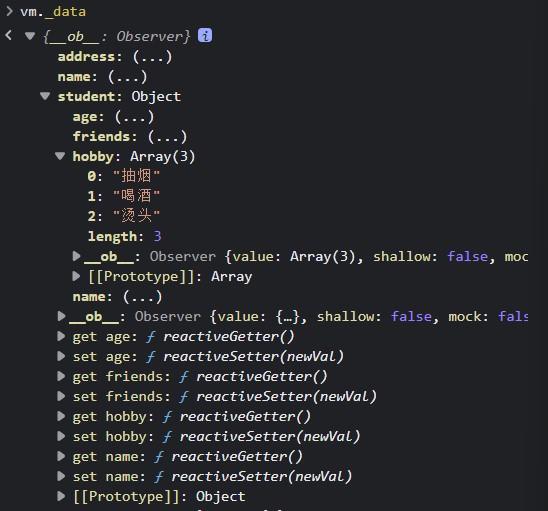 > vm._data
{__ob__: Observer} i
address: (...)
name: (...)
student: Object
age: (...)
friends: (...)
hobby: Array(3)
0: "抽烟"
1: "喝酒"
2: "烫头"
length: 3
__ob__: Observer {value: Array(3), shallow: false, moc
[[Prototype]]: Array
name: (...)
__ob__: Observer {value: {…}, shallow: false, mock: fals
get age: ƒ reactiveGetter()
set age: ƒ reactiveSetter(newVal)
get friends: ƒ reactiveGetter()
set friends: ƒ reactiveSetter(newVal)
get hobby: ƒ reactiveGetter()
set hobby: ƒ reactiveSetter(newVal)
get name: ƒ reactiveGetter()
set name: ƒ reactiveSetter(newVal)
[[Prototype]]: Object